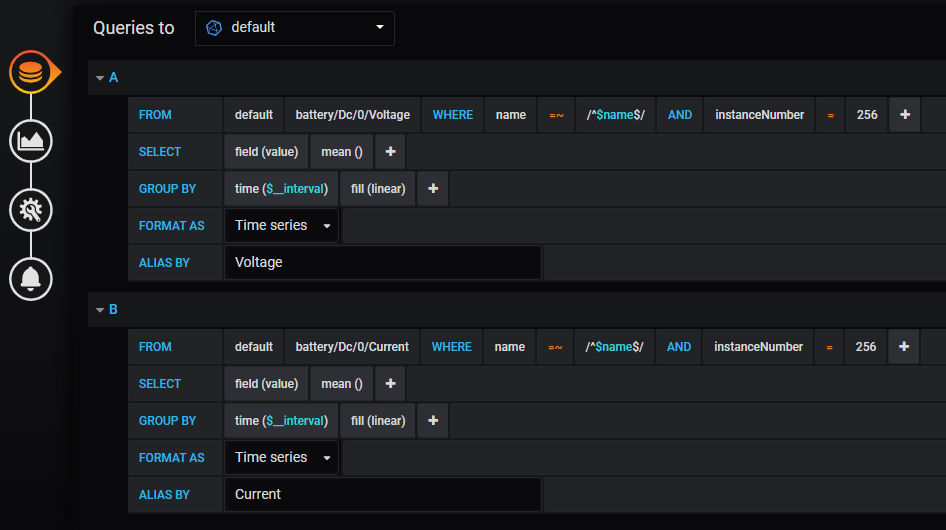 Queries to default
A
FROM default battery/Dc/0/Voltage WHERE name =~ /^$name$/ AND instanceNumber = 256 +
SELECT field (value) mean () +
GROUP BY time ($__interval) fill (linear) +
FORMAT AS Time series
ALIAS BY Voltage
B
FROM default battery/Dc/0/Current WHERE name =~ /^$name$/ AND instanceNumber = 256 +
SELECT field (value) mean () +
GROUP BY time ($__interval) fill (linear) +
FORMAT AS Time series
ALIAS BY Current